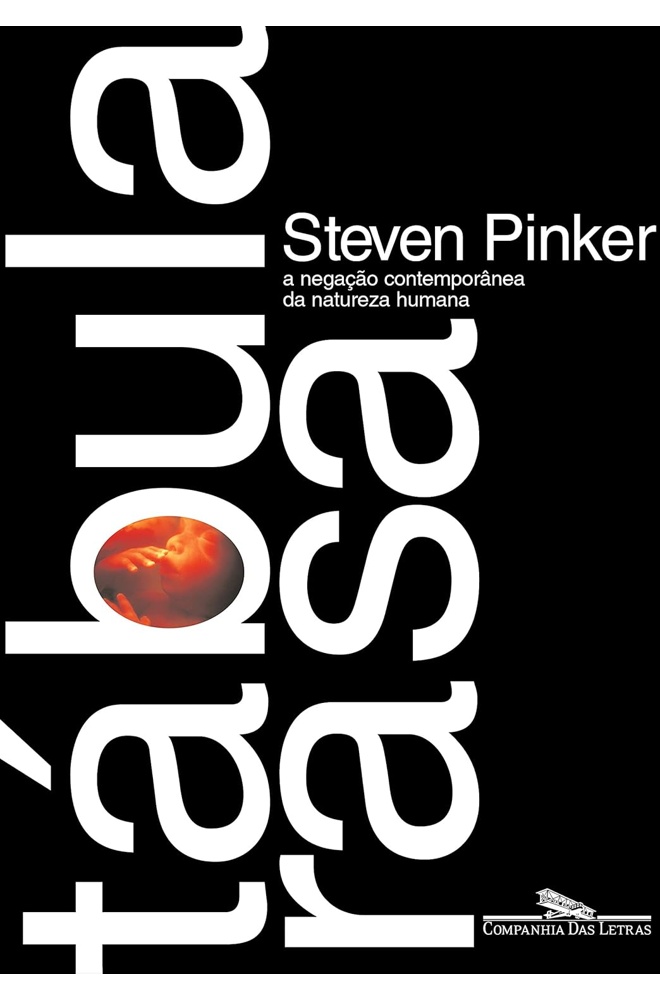 tábula
rasa
Steven Pinker
a negação contemporânea
da natureza humana
COMPANHIA DAS LETRAS